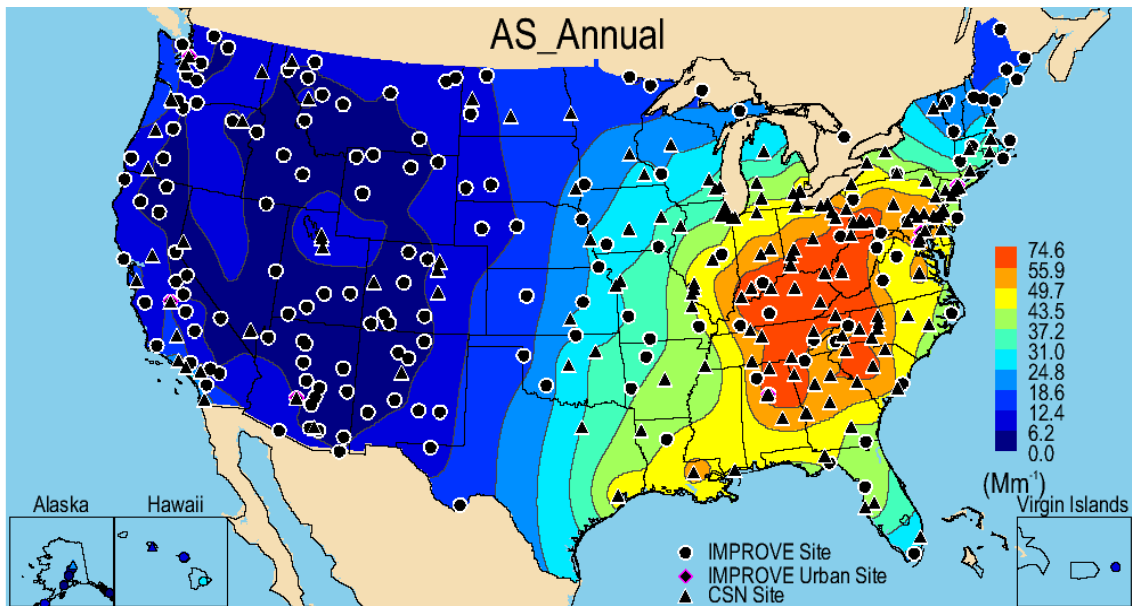 AS_Annual
74.6
55.9
49.7
43.5
37.2
31.0
24.8
18.6
12.4
6.2
0.0
(Mm⁻¹)
Alaska
Hawaii
Virgin Islands
IMPROVE Site
IMPROVE Urban Site
CSN Site